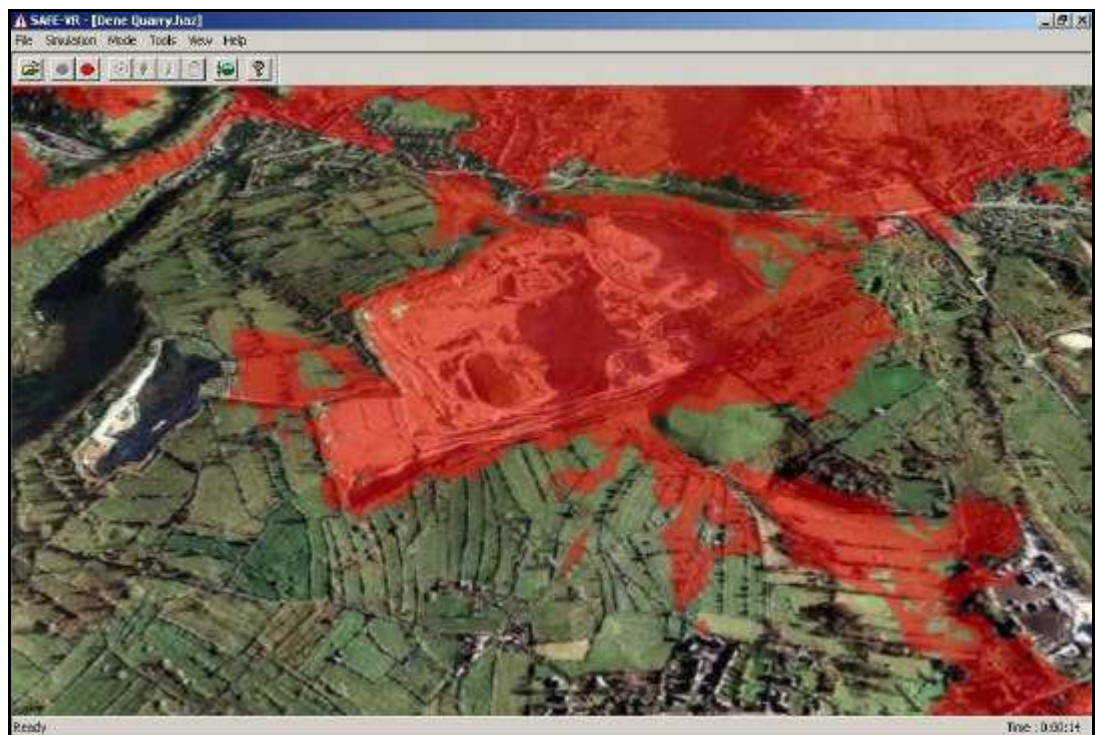 SAFE-VR - [Dene Quarry.haz]
File Simulation Mode Tools View Help
Ready Time : 0:00:14